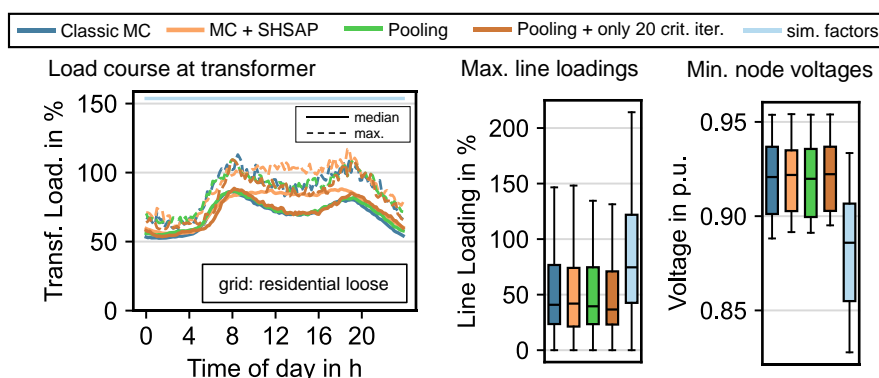 Classic MC MC + SHSAP Pooling Pooling + only 20 crit. iter. sim. factors
Load course at transformer
Transf. Load. in %
150
100
50
0
median
max.
grid: residential loose
0 4 8 12 16 20
Time of day in h
Max. line loadings
Line Loading in %
200
150
100
50
0
Min. node voltages
Voltage in p.u.
0.95
0.90
0.85